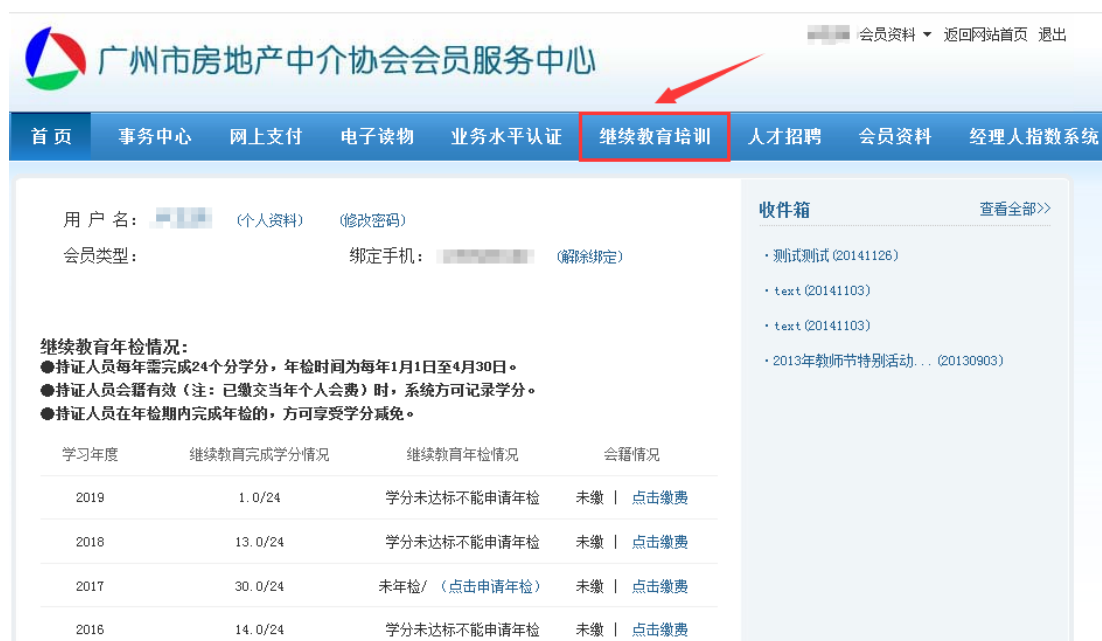 会员资料 ▼ 返回网站首页 退出
广州市房地产中介协会会员服务中心
首页 事务中心 网上支付 电子读物 业务水平认证 继续教育培训 人才招聘 会员资料 经理人指数系统
用 户 名： (个人资料) (修改密码)
会员类型： 绑定手机： (解除绑定)
收件箱 查看全部>>
·测试测试(20141126)
·text(20141103)
·text(20141103)
·2013年教师节特别活动...(20130903)
继续教育年检情况：
●持证人员每年需完成24个分学分，年检时间为每年1月1日至4月30日。
●持证人员会籍有效（注：已缴交当年个人会费）时，系统方可记录学分。
●持证人员在年检期内完成年检的，方可享受学分减免。
学习年度 继续教育完成学分情况 继续教育年检情况 会籍情况
2019 1.0/24 学分未达标不能申请年检 未缴 | 点击缴费
2018 13.0/24 学分未达标不能申请年检 未缴 | 点击缴费
2017 30.0/24 未年检/（点击申请年检） 未缴 | 点击缴费
2016 14.0/24 学分未达标不能申请年检 未缴 | 点击缴费